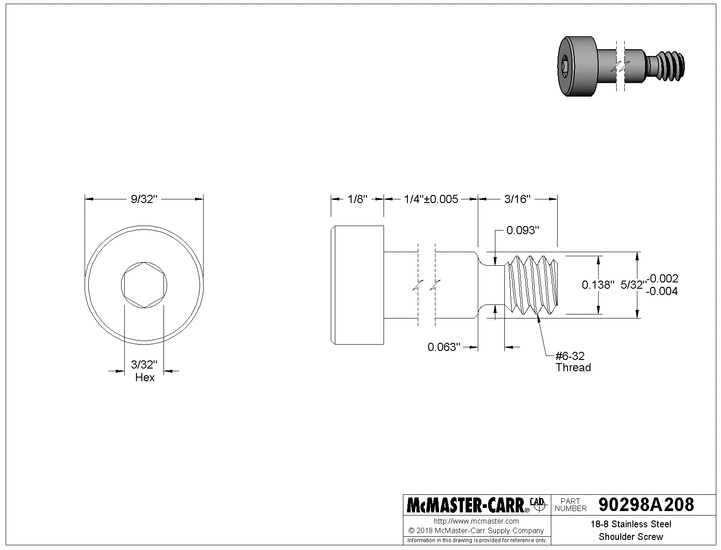 9/32"
1/8"
1/4"±0.005
3/16"
0.093"
0.138"
5/32"
-0.002
-0.004
0.063"
3/32"
Hex
#6-32
Thread
McMASTER-CARR® CAD
http://www.mcmaster.com
© 2018 McMaster-Carr Supply Company
Information in this drawing is provided for reference only.
PART
NUMBER
90298A208
18-8 Stainless Steel
Shoulder Screw